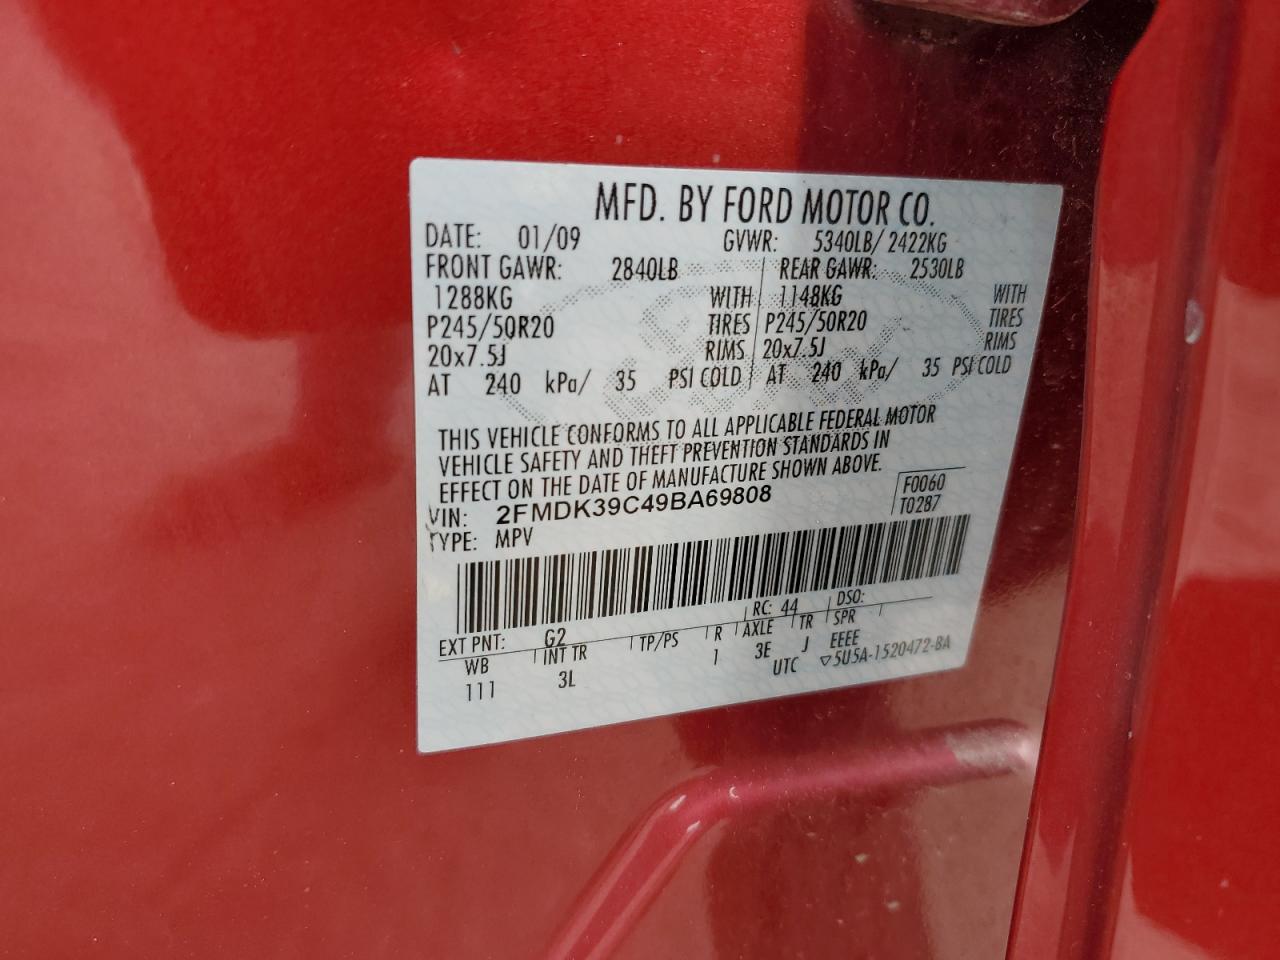 MFD. BY FORD MOTOR CO.
DATE: 01/09 GVWR: 5340LB/ 2422KG
FRONT GAWR: 2840LB REAR GAWR: 2530LB
1288KG WITH 1148KG WITH
P245/50R20 TIRES P245/50R20 TIRES
20x7.5J RIMS 20x7.5J RIMS
AT 240 kPa/ 35 PSI COLD AT 240 kPa/ 35 PSI COLD
THIS VEHICLE CONFORMS TO ALL APPLICABLE FEDERAL MOTOR
VEHICLE SAFETY AND THEFT PREVENTION STANDARDS IN
EFFECT ON THE DATE OF MANUFACTURE SHOWN ABOVE.
VIN: 2FMDK39C49BA69808 F0060
TYPE: MPV T0287
EXT PNT: G2 RC: 44 DSO:
WB INT TR TP/PS R AXLE TR SPR
111 3L 1 3E J EEEE
UTC ▽5U5A-1520472-BA